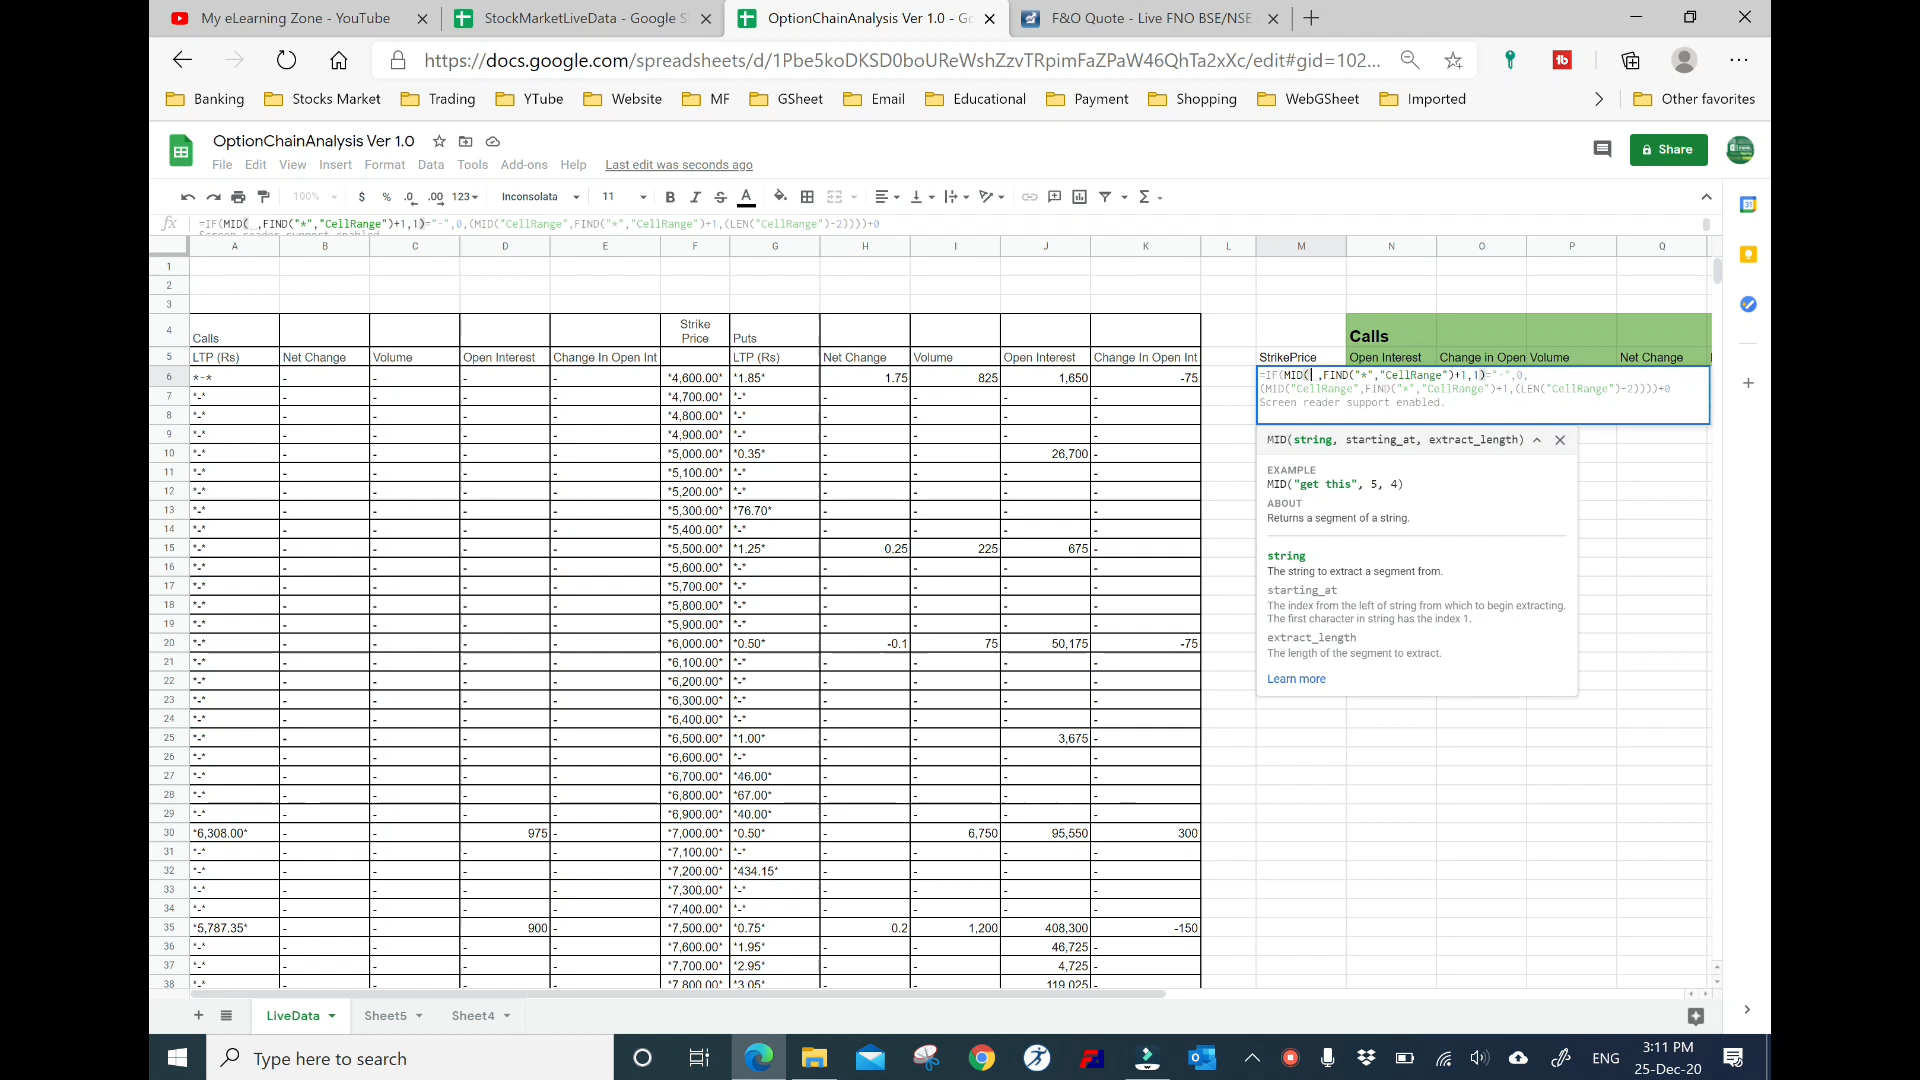 My eLearning Zone - YouTube
StockMarketLiveData - Google S
OptionChainAnalysis Ver 1.0 - Go
F&O Quote - Live FNO BSE/NSE
https://docs.google.com/spreadsheets/d/1Pbe5koDKSD0boUReWshZzvTRpimFaZPaW46QhTa2xXc/edit#gid=102...
Banking Stocks Market Trading YTube Website MF GSheet Email Educational Payment Shopping WebGSheet Imported Other favorites
OptionChainAnalysis Ver 1.0
Share
File Edit View Insert Format Data Tools Add-ons Help Last edit was seconds ago
100% $ % .0 .00 123 Inconsolata 11 B I S A Σ
fx =IF(MID( ,FIND("*","CellRange")+1,1)="-",0,(MID("CellRange",FIND("*","CellRange")+1,(LEN("CellRange")-2))))+0
A B C D E F G H I J K L M N O P Q
1
2
3
4 Calls Strike Price Puts Calls
5 LTP (Rs) Net Change Volume Open Interest Change In Open Int LTP (Rs) Net Change Volume Open Interest Change In Open Int StrikePrice Open Interest Change in Open Volume Net Change
6 *-* - - - - *4,600.00* *1.85* 1.75 825 1,650 -75
7 *-* - - - - *4,700.00* *-* - - - -
8 *-* - - - - *4,800.00* *-* - - - -
9 *-* - - - - *4,900.00* *-* - - - -
10 *-* - - - - *5,000.00* *0.35* - - 26,700 -
11 *-* - - - - *5,100.00* *-* - - - -
12 *-* - - - - *5,200.00* *-* - - - -
13 *-* - - - - *5,300.00* *76.70* - - - -
14 *-* - - - - *5,400.00* *-* - - - -
15 *-* - - - - *5,500.00* *1.25* 0.25 225 675 -
16 *-* - - - - *5,600.00* *-* - - - -
17 *-* - - - - *5,700.00* *-* - - - -
18 *-* - - - - *5,800.00* *-* - - - -
19 *-* - - - - *5,900.00* *-* - - - -
20 *-* - - - - *6,000.00* *0.50* -0.1 75 50,175 -75
21 *-* - - - - *6,100.00* *-* - - - -
22 *-* - - - - *6,200.00* *-* - - - -
23 *-* - - - - *6,300.00* *-* - - - -
24 *-* - - - - *6,400.00* *-* - - - -
25 *-* - - - - *6,500.00* *1.00* - - 3,675 -
26 *-* - - - - *6,600.00* *-* - - - -
27 *-* - - - - *6,700.00* *46.00* - - - -
28 *-* - - - - *6,800.00* *67.00* - - - -
29 *-* - - - - *6,900.00* *40.00* - - - -
30 *6,308.00* - - 975 - *7,000.00* *0.50* - 6,750 95,550 300
31 *-* - - - - *7,100.00* *-* - - - -
32 *-* - - - - *7,200.00* *434.15* - - - -
33 *-* - - - - *7,300.00* *-* - - - -
34 *-* - - - - *7,400.00* *-* - - - -
35 *5,787.35* - - 900 - *7,500.00* *0.75* 0.2 1,200 408,300 -150
36 *-* - - - - *7,600.00* *1.95* - - 46,725 -
37 *-* - - - - *7,700.00* *2.95* - - 4,725 -
38 *-* - - - - *7,800.00* *3.05* - - 119,025 -
=IF(MID( ,FIND("*","CellRange")+1,1)="-",0,
(MID("CellRange",FIND("*","CellRange")+1,(LEN("CellRange")-2))))+0
Screen reader support enabled.
MID(string, starting_at, extract_length)
EXAMPLE
MID("get this", 5, 4)
ABOUT
Returns a segment of a string.
string
The string to extract a segment from.
starting_at
The index from the left of string from which to begin extracting.
The first character in string has the index 1.
extract_length
The length of the segment to extract.
Learn more
LiveData Sheet5 Sheet4
Type here to search
ENG
3:11 PM
25-Dec-20